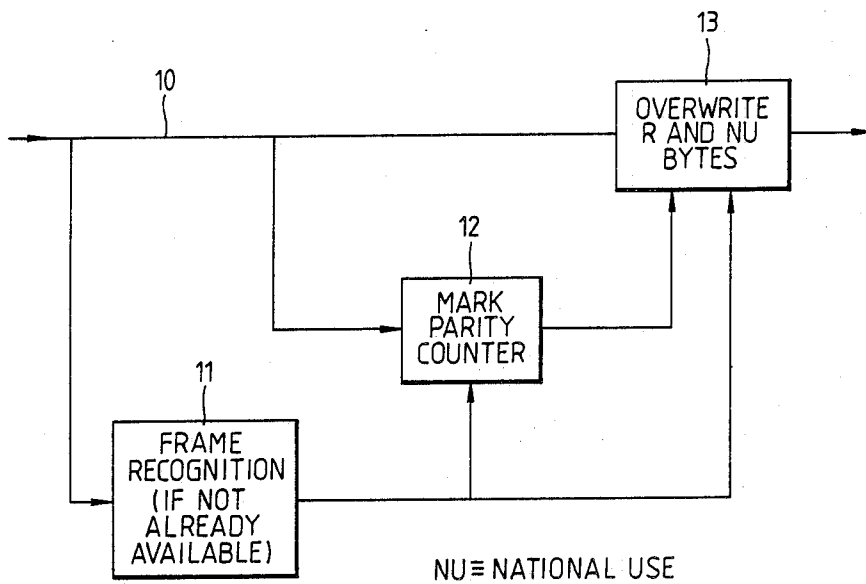 13
OVERWRITE
R AND NU
BYTES
10
12
MARK
PARITY
COUNTER
11
FRAME
RECOGNITION
(IF NOT
ALREADY
AVAILABLE)
NU≡NATIONAL USE